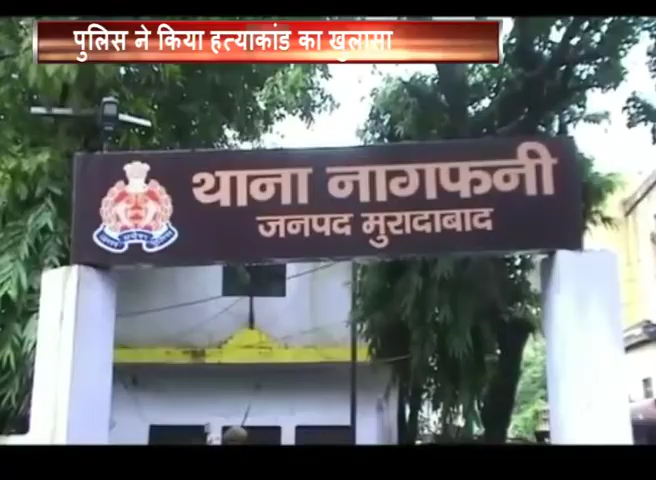 पुलिस ने किया हत्याकांड का खुलासा
थाना नागफनी
जनपद मुरादाबाद